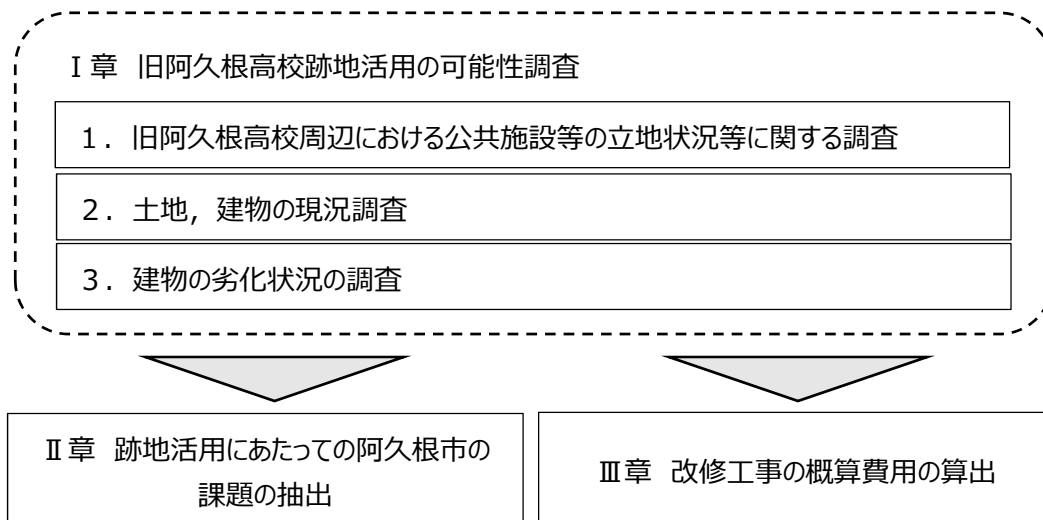 Ⅰ章 旧阿久根高校跡地活用の可能性調査
1．旧阿久根高校周辺における公共施設等の立地状況等に関する調査
2．土地，建物の現況調査
3．建物の劣化状況の調査
Ⅱ章 跡地活用にあたっての阿久根市の
課題の抽出
Ⅲ章 改修工事の概算費用の算出